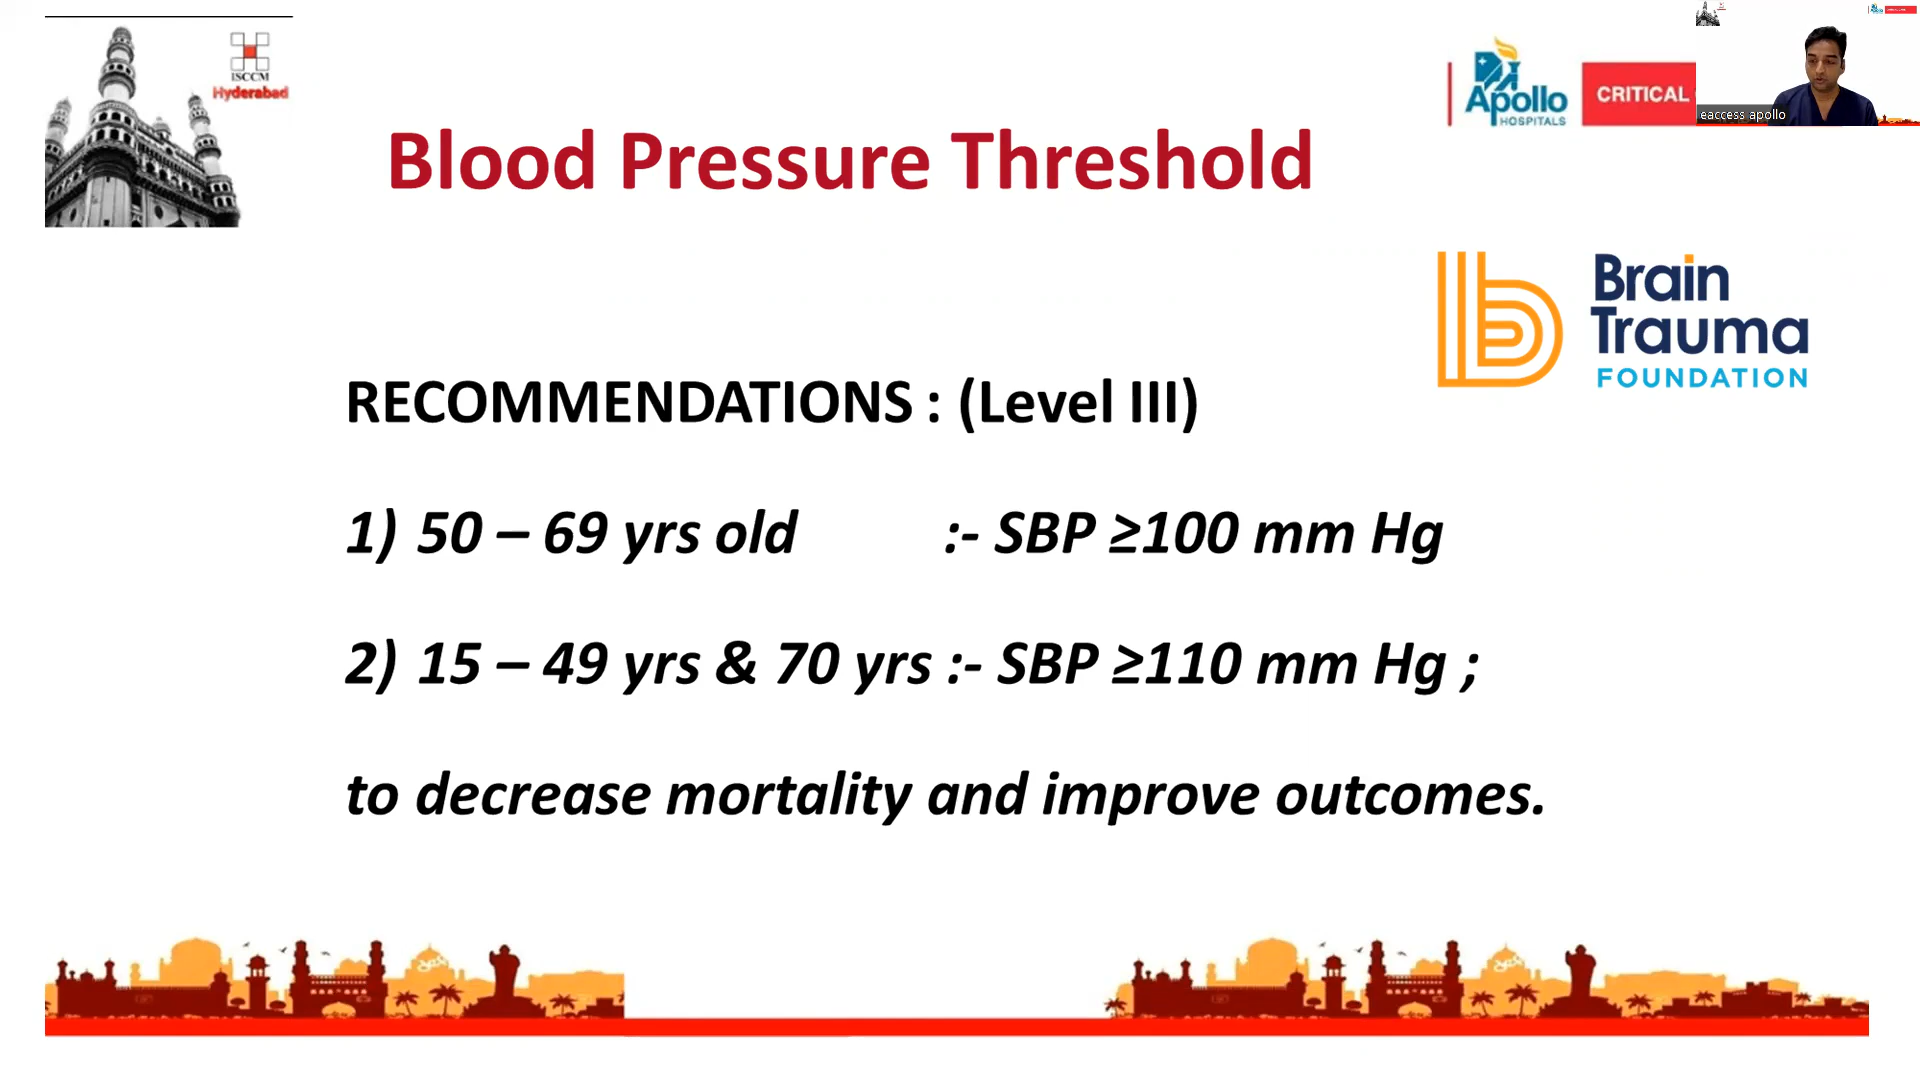 ISCCM
Hyderabad
Apollo
HOSPITALS
CRITICAL
eaccess apollo
Blood Pressure Threshold
Brain
Trauma
FOUNDATION
RECOMMENDATIONS : (Level III)
1) 50 – 69 yrs old :- SBP ≥100 mm Hg
2) 15 – 49 yrs & 70 yrs :- SBP ≥110 mm Hg ;
to decrease mortality and improve outcomes.